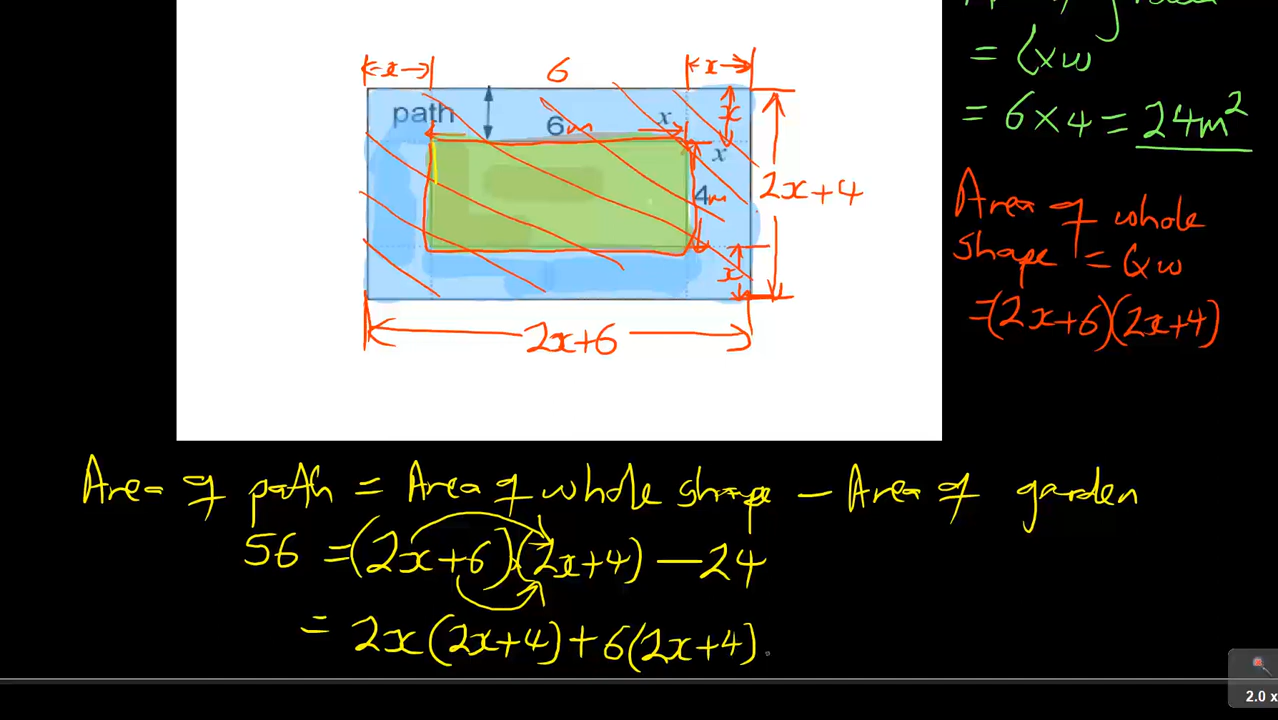 = l×w
= 6 × 4 = 24m²
Area of whole
shape = l×w
=(2x+6)(2x+4)
x 6 x
path 6m x x
x
4m 2x+4
x
2x+6
Area of path = Area of whole shape - Area of garden
56 =(2x+6)(2x+4) -24
= 2x(2x+4)+6(2x+4)
2.0 x